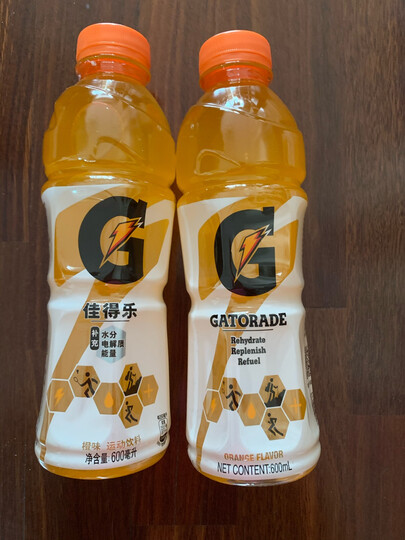 G
佳得乐
补充
水分
电解质
能量
橙味 运动饮料
净含量:600毫升
G
GATORADE
Rehydrate
Replenish
Refuel
ORANGE FLAVOR
NET CONTENT:600mL